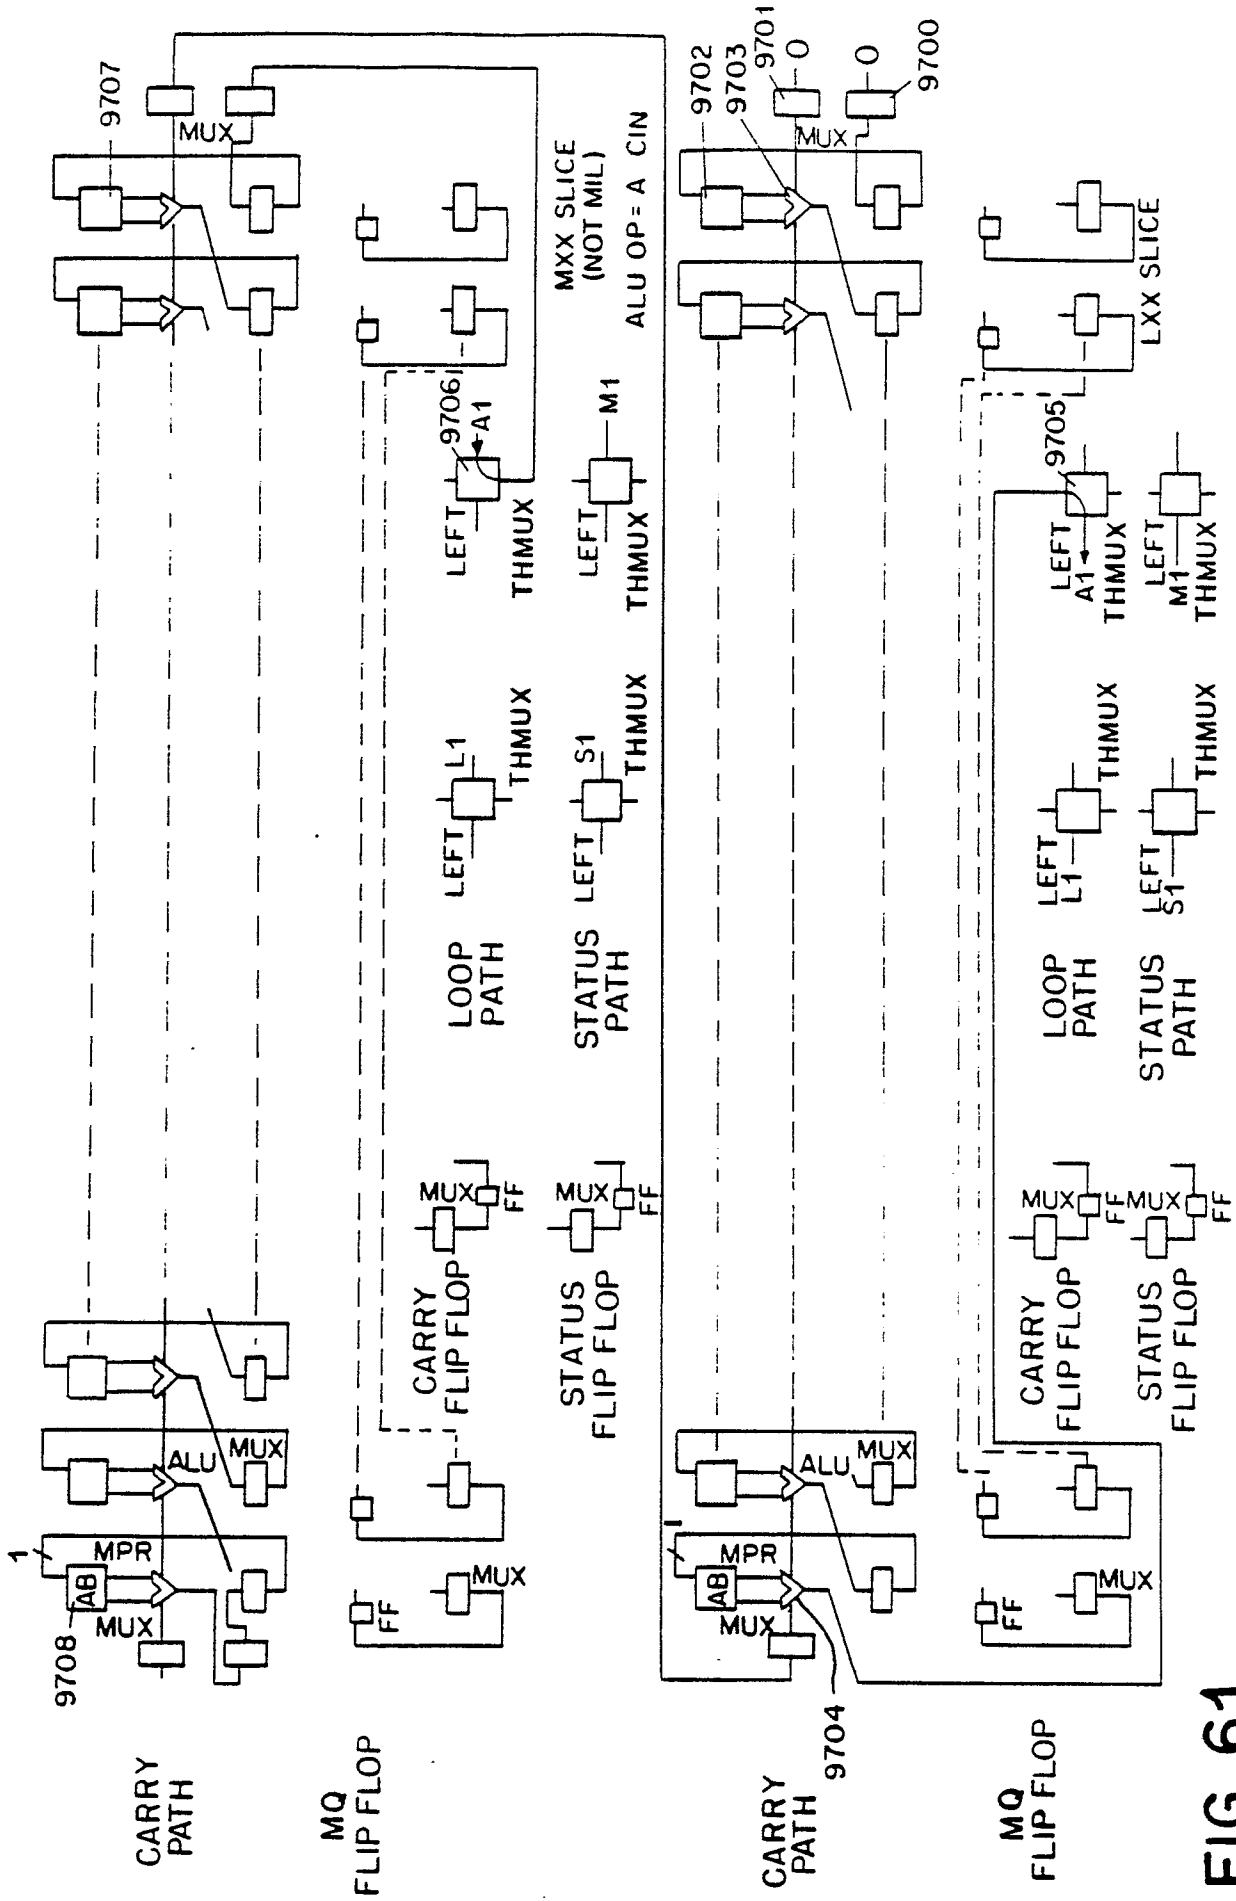 9707
MUX
9708
AB
1
MPR
MUX
ALU
MUX
CARRY
PATH
FF
MUX
MQ
FLIP FLOP
CARRY
FLIP FLOP
MUX
FF
LOOP
PATH
LEFT
L1
THMUX
LEFT
9706
A1
THMUX
MXX SLICE
(NOT MIL)
ALU OP = A CIN
STATUS
FLIP FLOP
MUX
FF
STATUS
PATH
LEFT
S1
THMUX
LEFT
M1
THMUX
9702
9703
9701
O
O
9700
MUX
1
AB
MPR
MUX
ALU
MUX
9704
CARRY
PATH
FF
MUX
MQ
FLIP FLOP
CARRY
FLIP FLOP
MUX
FF
LOOP
PATH
LEFT
L1
THMUX
LEFT
A1
THMUX
9705
LXX SLICE
STATUS
FLIP FLOP
MUX
FF
STATUS
PATH
LEFT
S1
THMUX
LEFT
M1
THMUX
FIG. 61